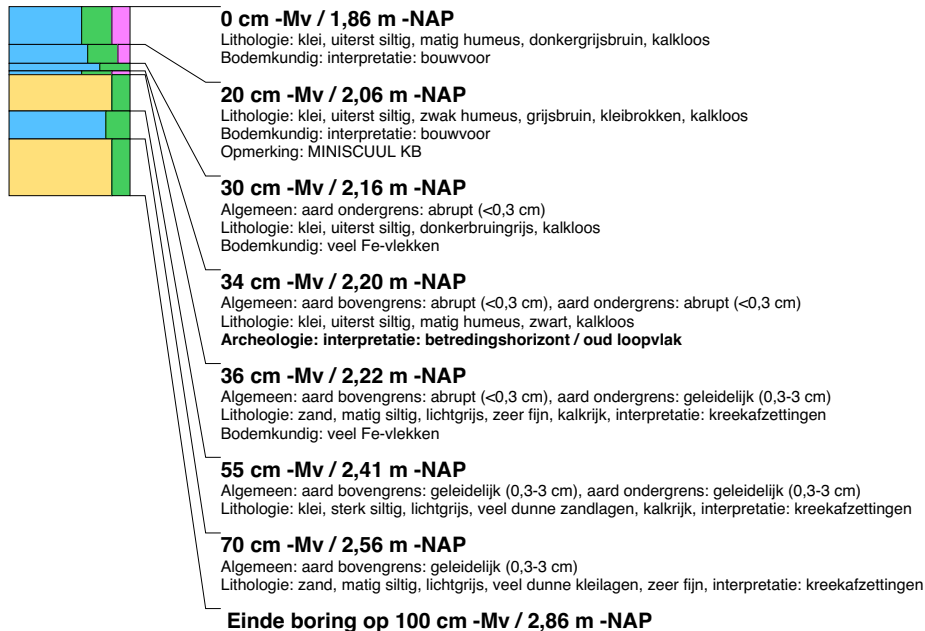 0 cm -Mv / 1,86 m -NAP
Lithologie: klei, uiterst siltig, matig humeus, donkergrijsbruin, kalkloos
Bodemkundig: interpretatie: bouwvoor
20 cm -Mv / 2,06 m -NAP
Lithologie: klei, uiterst siltig, zwak humeus, grijsbruin, kleibrokken, kalkloos
Bodemkundig: interpretatie: bouwvoor
Opmerking: MINISCUUL KB
30 cm -Mv / 2,16 m -NAP
Algemeen: aard ondergrens: abrupt (<0,3 cm)
Lithologie: klei, uiterst siltig, donkerbruingrijs, kalkloos
Bodemkundig: veel Fe-vlekken
34 cm -Mv / 2,20 m -NAP
Algemeen: aard bovengrens: abrupt (<0,3 cm), aard ondergrens: abrupt (<0,3 cm)
Lithologie: klei, uiterst siltig, matig humeus, zwart, kalkloos
Archeologie: interpretatie: betredingshorizont / oud loopvlak
36 cm -Mv / 2,22 m -NAP
Algemeen: aard bovengrens: abrupt (<0,3 cm), aard ondergrens: geleidelijk (0,3-3 cm)
Lithologie: zand, matig siltig, lichtgrijs, zeer fijn, kalkrijk, interpretatie: kreekafzettingen
Bodemkundig: veel Fe-vlekken
55 cm -Mv / 2,41 m -NAP
Algemeen: aard bovengrens: geleidelijk (0,3-3 cm), aard ondergrens: geleidelijk (0,3-3 cm)
Lithologie: klei, sterk siltig, lichtgrijs, veel dunne zandlagen, kalkrijk, interpretatie: kreekafzettingen
70 cm -Mv / 2,56 m -NAP
Algemeen: aard bovengrens: geleidelijk (0,3-3 cm)
Lithologie: zand, matig siltig, lichtgrijs, veel dunne kleilagen, zeer fijn, interpretatie: kreekafzettingen
Einde boring op 100 cm -Mv / 2,86 m -NAP